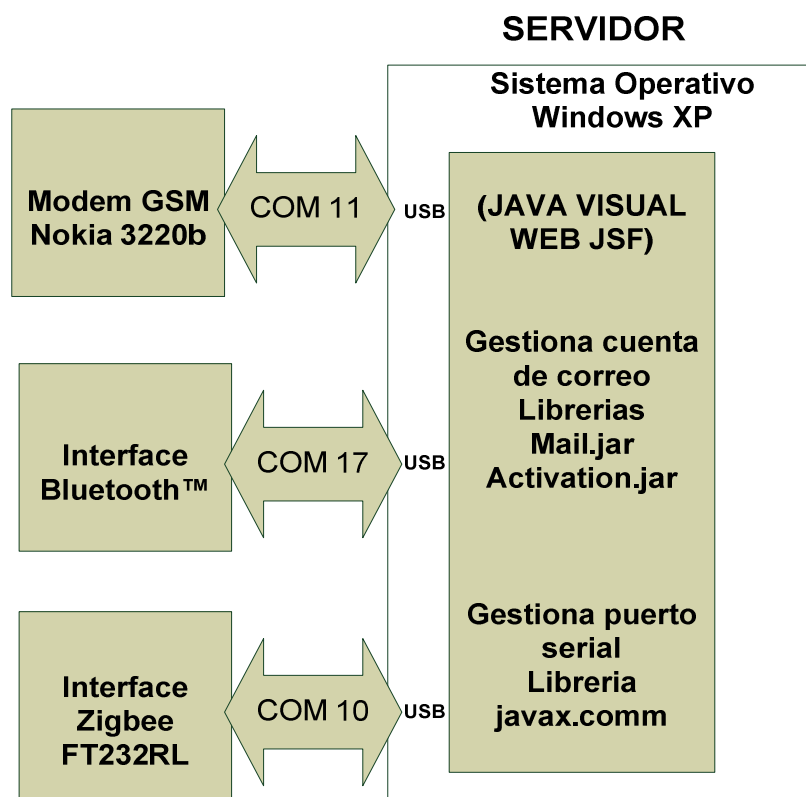 SERVIDOR
Sistema Operativo
Windows XP
Modem GSM
Nokia 3220b
COM 11
USB
(JAVA VISUAL
WEB JSF)
Gestiona cuenta
de correo
Librerias
Mail.jar
Activation.jar
Interface
Bluetooth™
COM 17
USB
Gestiona puerto
serial
Libreria
javax.comm
Interface
Zigbee
FT232RL
COM 10
USB